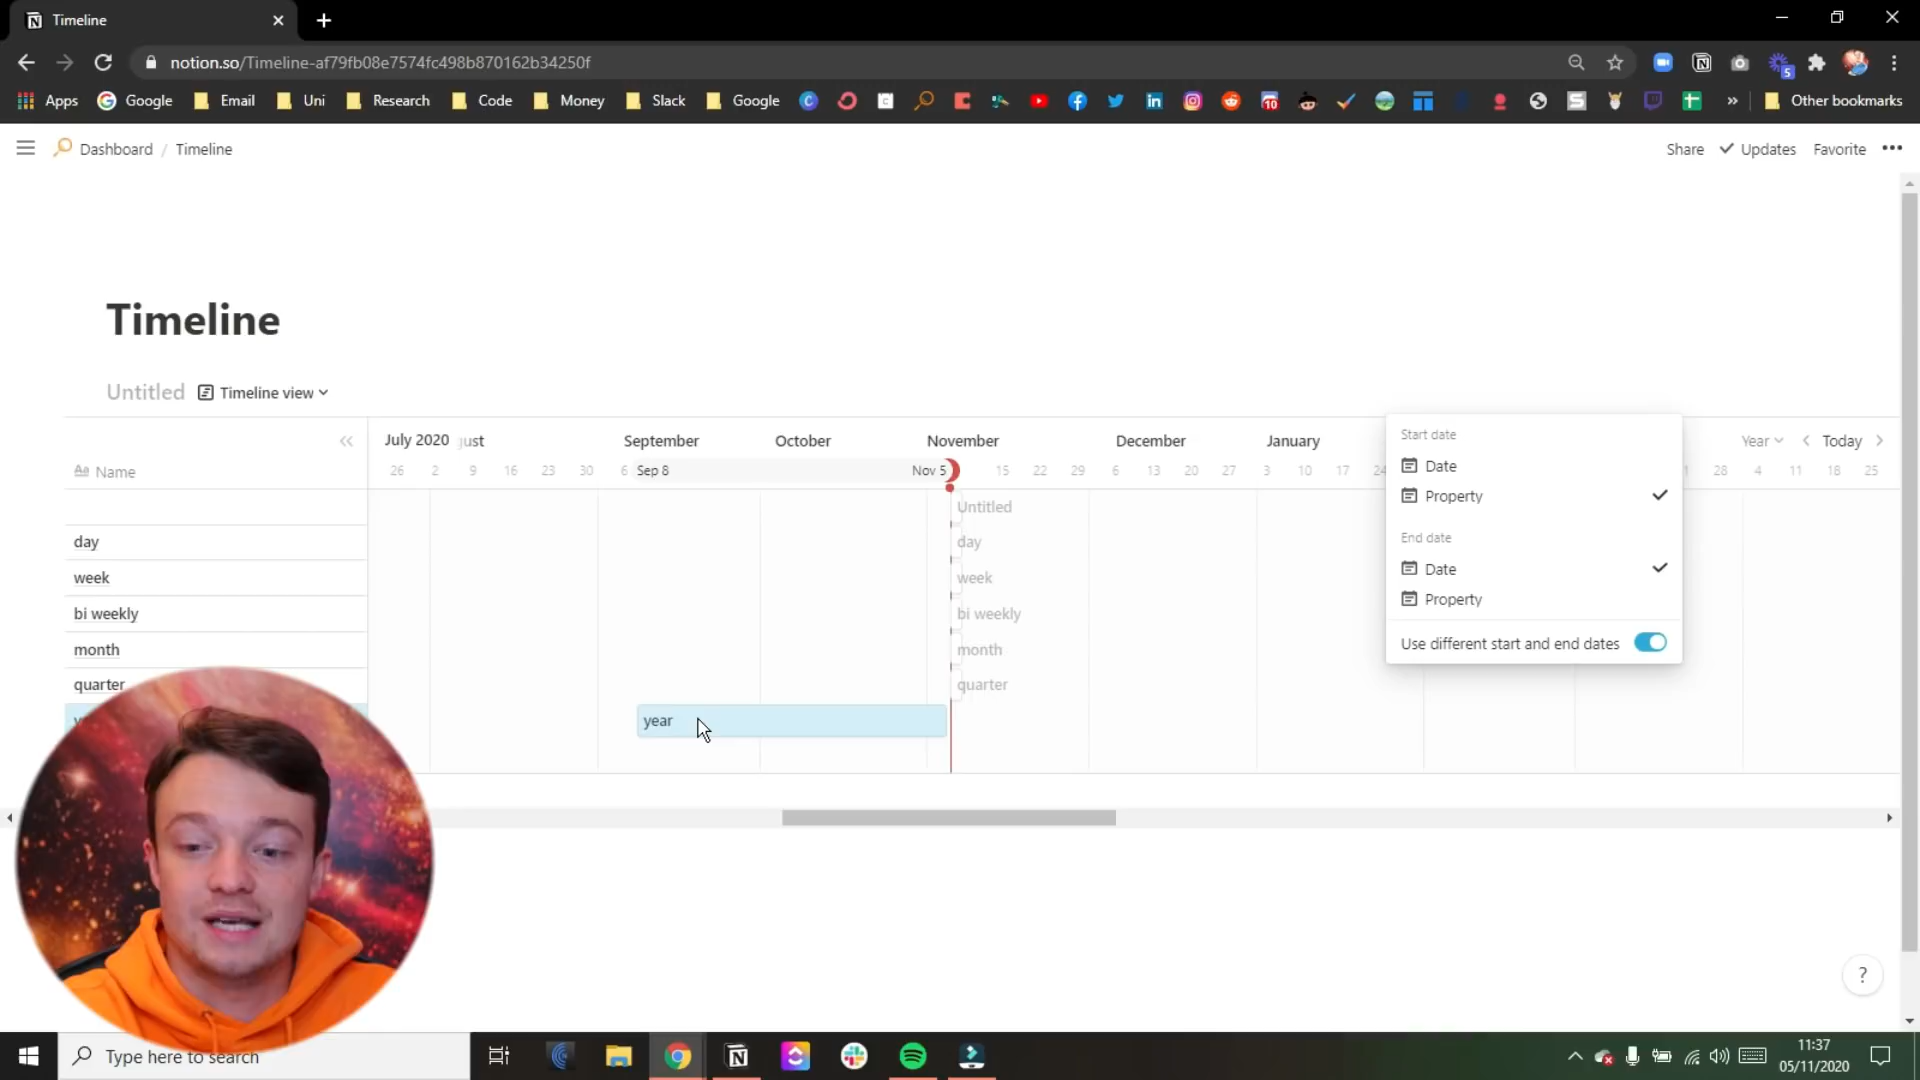 Timeline
notion.so/Timeline-af79fb08e7574fc498b870162b34250f
5
Apps Google Email Uni Research Code Money Slack Google 10 » Other bookmarks
Dashboard / Timeline
Share Updates Favorite •••
Timeline
Untitled Timeline view
July 2020 ust September October November December January Year Today
Aa Name
26 2 9 16 23 30 6 Sep 8 Nov 5 15 22 29 6 13 20 27 3 10 17 28 4 11 18 25
Untitled
day day
week week
bi weekly bi weekly
month month
quarter quarter
year
Start date
Date
Property
End date
Date
Property
Use different start and end dates
?
Type here to search
11:37
05/11/2020